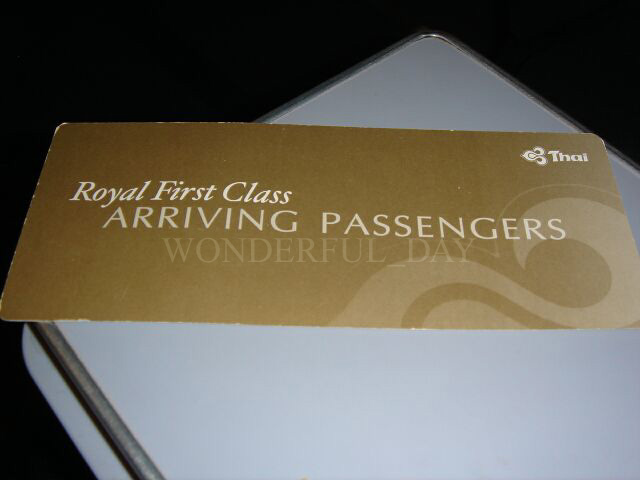 Thai
Royal First Class
ARRIVING PASSENGERS
WONDERFUL_DAY